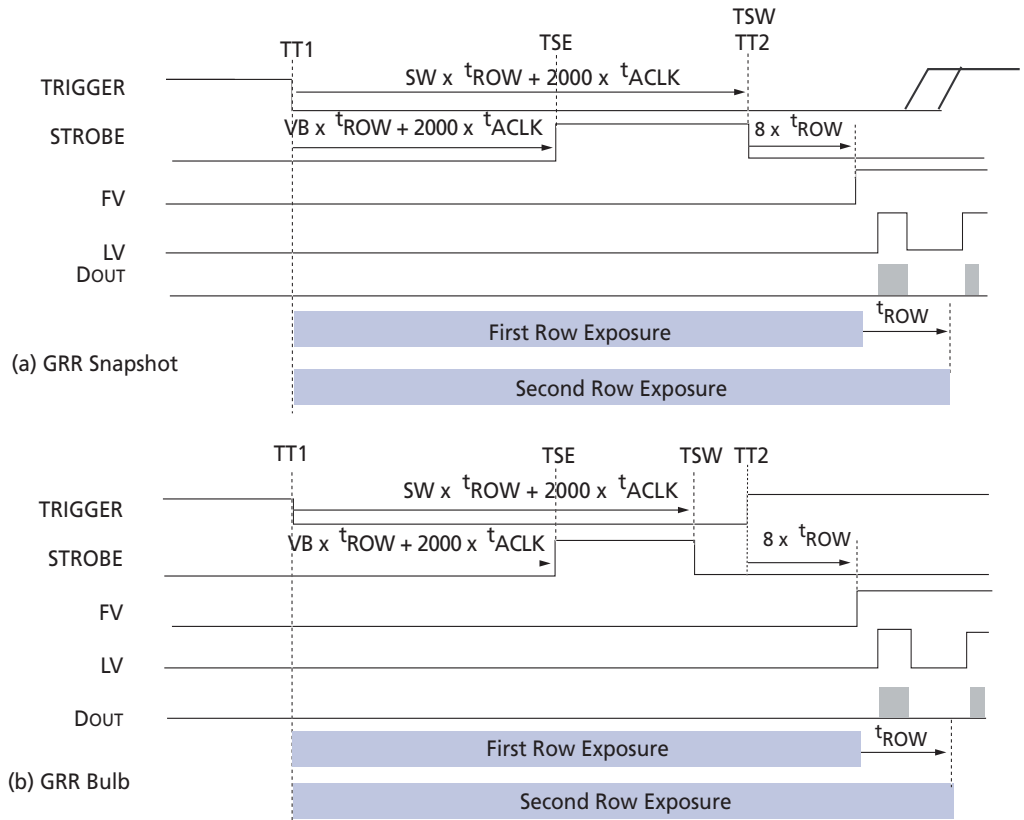 TSW
TT1 TSE TT2
SW x tROW + 2000 x tACLK
TRIGGER
VB x tROW + 2000 x tACLK 8 x tROW
STROBE
FV
LV
DOUT
First Row Exposure tROW
(a) GRR Snapshot
Second Row Exposure
TT1 TSE TSW TT2
SW x tROW + 2000 x tACLK
TRIGGER
VB x tROW + 2000 x tACLK 8 x tROW
STROBE
FV
LV
DOUT
First Row Exposure tROW
(b) GRR Bulb
Second Row Exposure